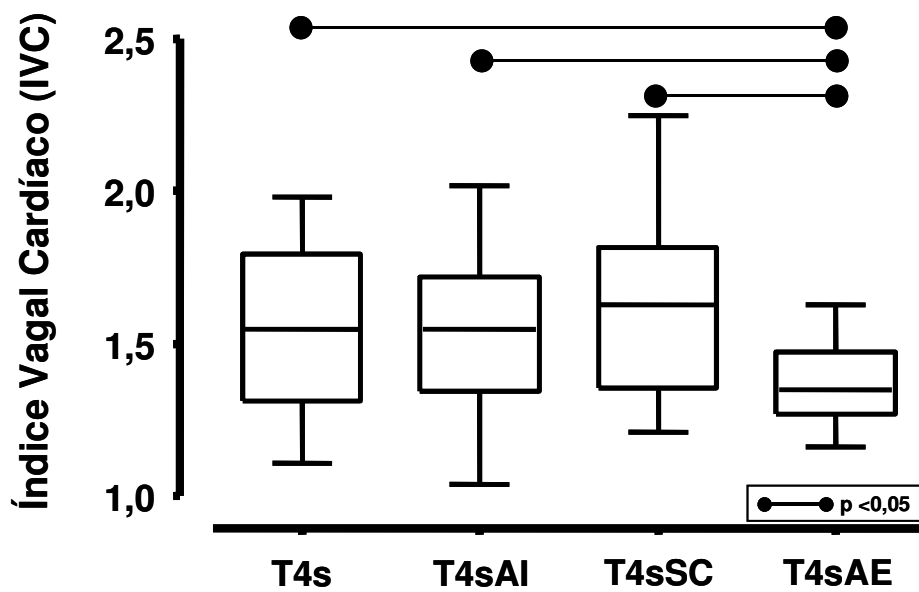 Índice Vagal Cardíaco (IVC)
2,5
2,0
1,5
1,0
p <0,05
T4s T4sAI T4sSC T4sAE